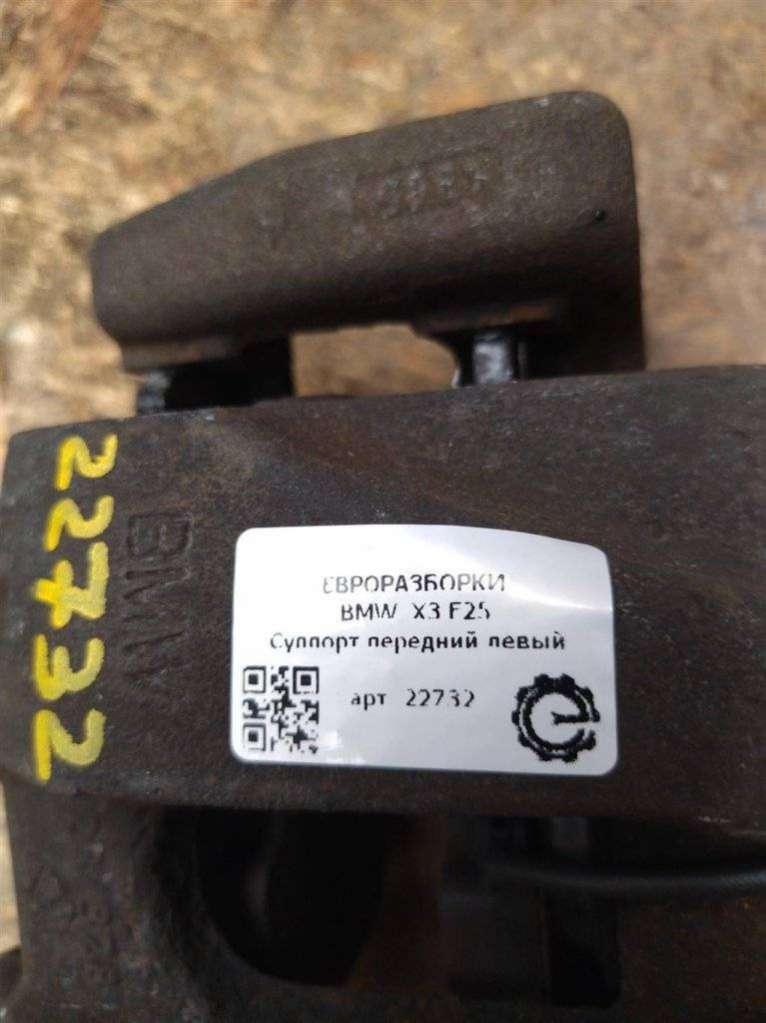 22732
BMW
ЕВРОРАЗБОРКИ
BMW X3 F25
Суппорт передний левый
арт 22732